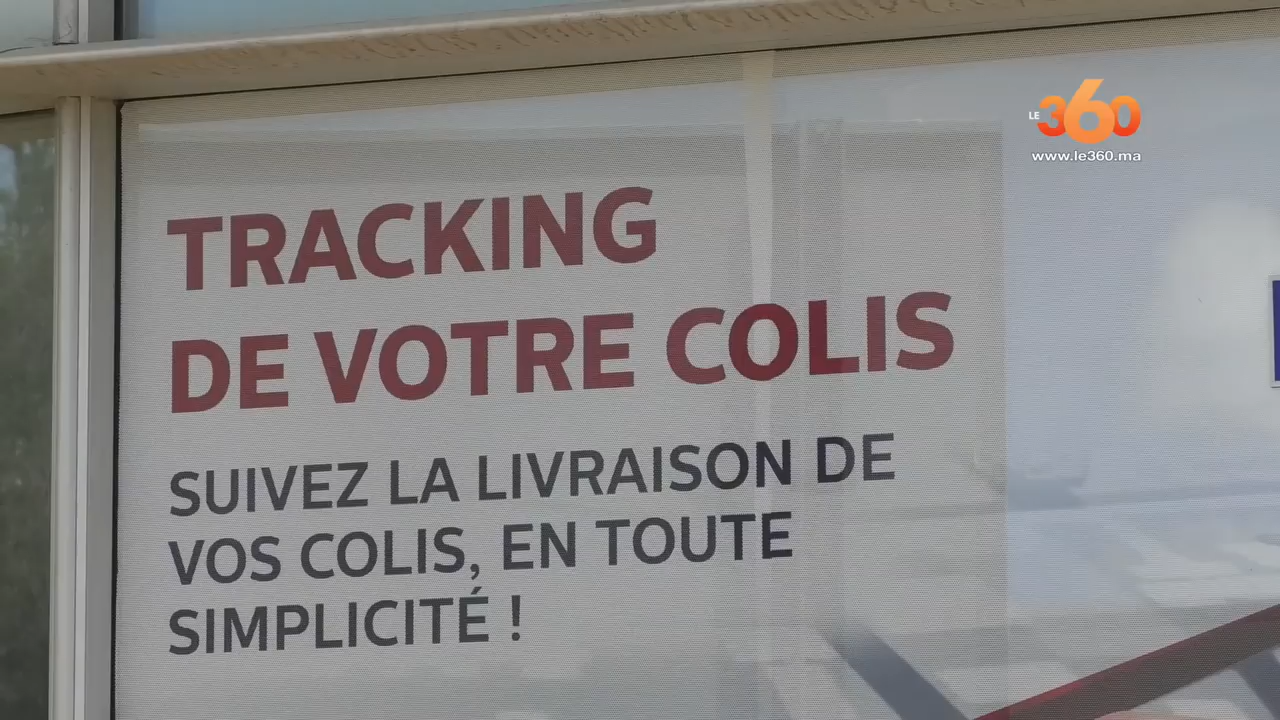 LE 360
www.le360.ma
TRACKING
DE VOTRE COLIS
SUIVEZ LA LIVRAISON DE
VOS COLIS, EN TOUTE
SIMPLICITÉ !